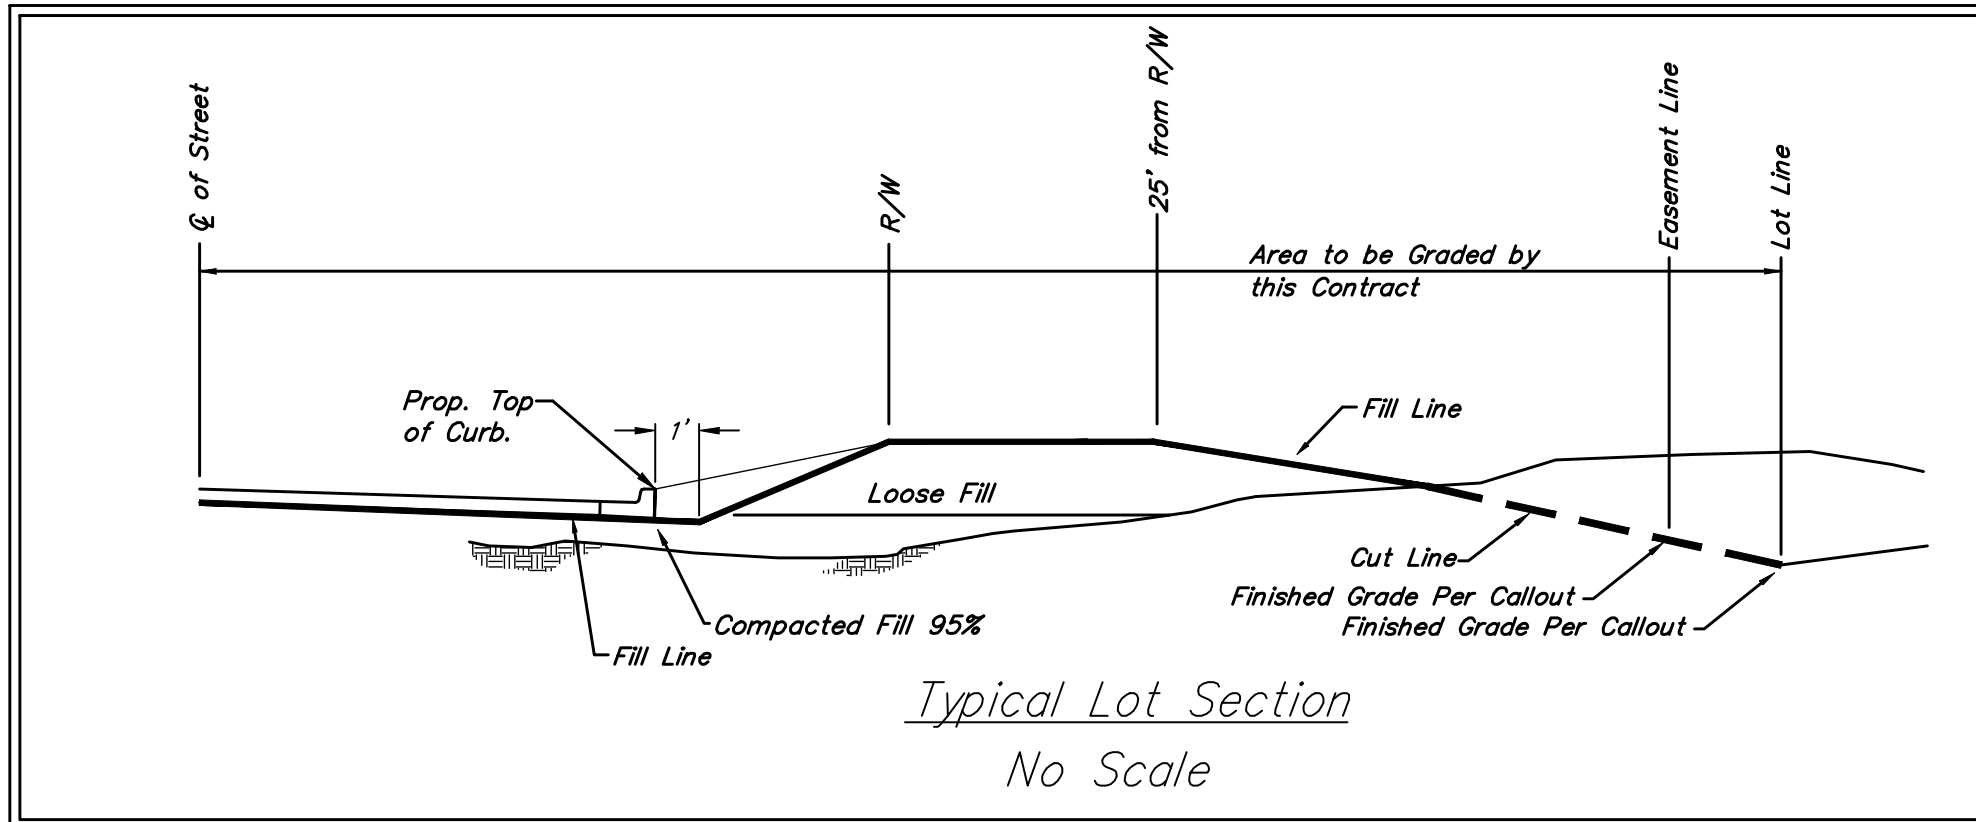 ℄ of Street
R/W
25' from R/W
Easement Line
Lot Line
Area to be Graded by
this Contract
Prop. Top
of Curb.
1'
Fill Line
Loose Fill
Cut Line
Finished Grade Per Callout
Finished Grade Per Callout
Compacted Fill 95%
Fill Line
Typical Lot Section
No Scale